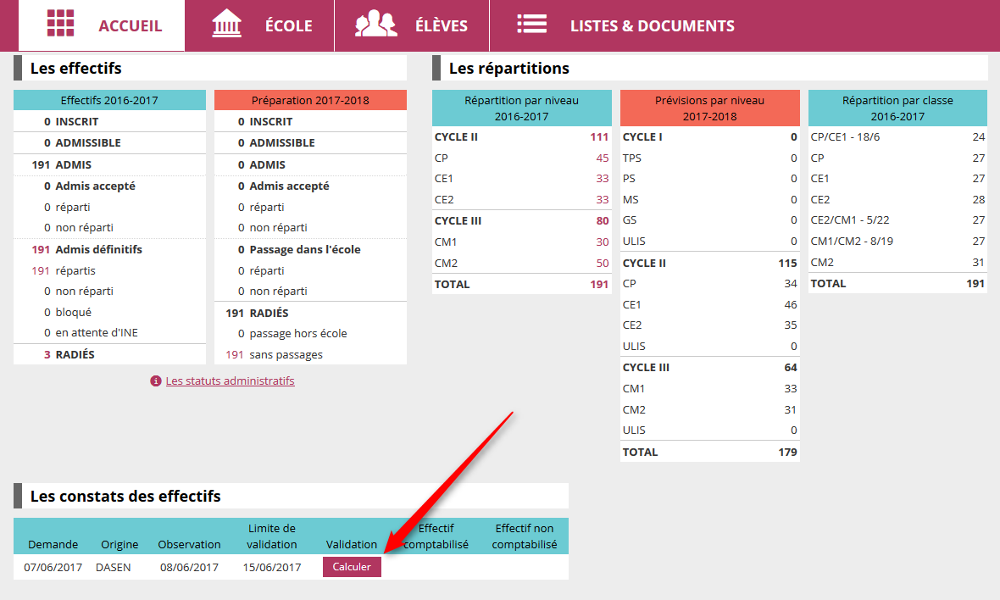 ACCUEIL ÉCOLE ÉLÈVES LISTES & DOCUMENTS
Les effectifs
Effectifs 2016-2017
0 INSCRIT
0 ADMISSIBLE
191 ADMIS
0 Admis accepté
0 réparti
0 non réparti
191 Admis définitifs
191 répartis
0 non réparti
0 bloqué
0 en attente d'INE
3 RADIÉS
Préparation 2017-2018
0 INSCRIT
0 ADMISSIBLE
0 ADMIS
0 Admis accepté
0 réparti
0 non réparti
0 Passage dans l'école
0 réparti
0 non réparti
191 RADIÉS
0 passage hors école
191 sans passages
Les statuts administratifs
Les répartitions
Répartition par niveau
2016-2017
CYCLE II 111
CP 45
CE1 33
CE2 33
CYCLE III 80
CM1 30
CM2 50
TOTAL 191
Prévisions par niveau
2017-2018
CYCLE I 0
TPS 0
PS 0
MS 0
GS 0
ULIS 0
CYCLE II 115
CP 34
CE1 46
CE2 35
ULIS 0
CYCLE III 64
CM1 33
CM2 31
ULIS 0
TOTAL 179
Répartition par classe
2016-2017
CP/CE1 - 18/6 24
CP 27
CE1 27
CE2 28
CE2/CM1 - 5/22 27
CM1/CM2 - 8/19 27
CM2 31
TOTAL 191
Les constats des effectifs
Demande Origine Observation Limite de validation Validation Effectif comptabilisé Effectif non comptabilisé
07/06/2017 DASEN 08/06/2017 15/06/2017 Calculer